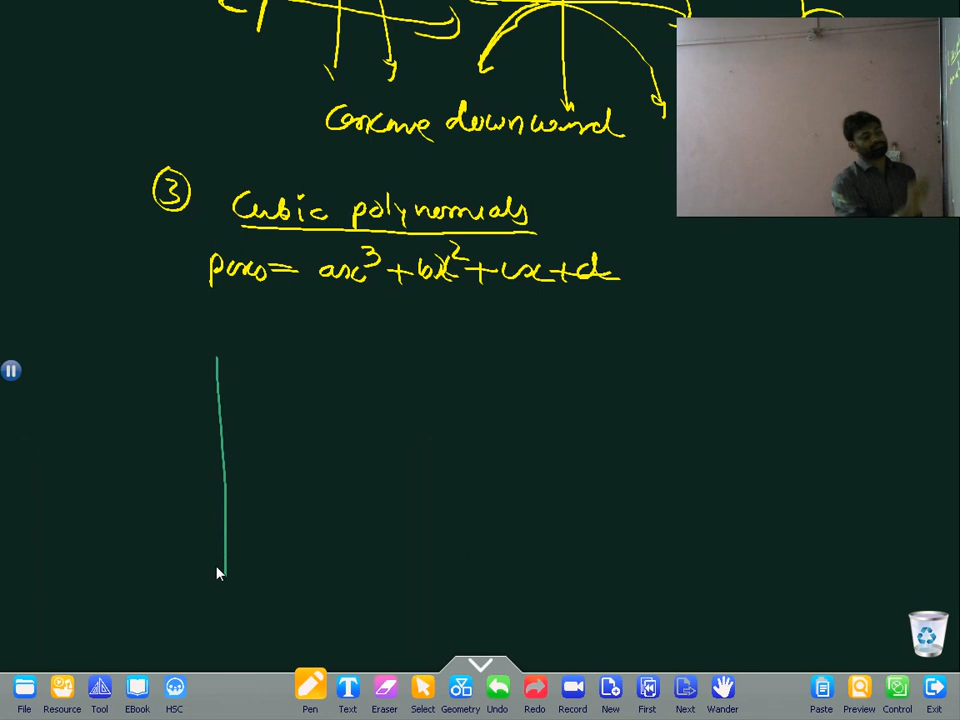 Concave downward
③ Cubic polynomials
p(x) = ax³ + bx² + cx + d
File Resource Tool EBook HSC Pen Text Eraser Select Geometry Undo Redo Record New First Next Wander Paste Preview Control Exit